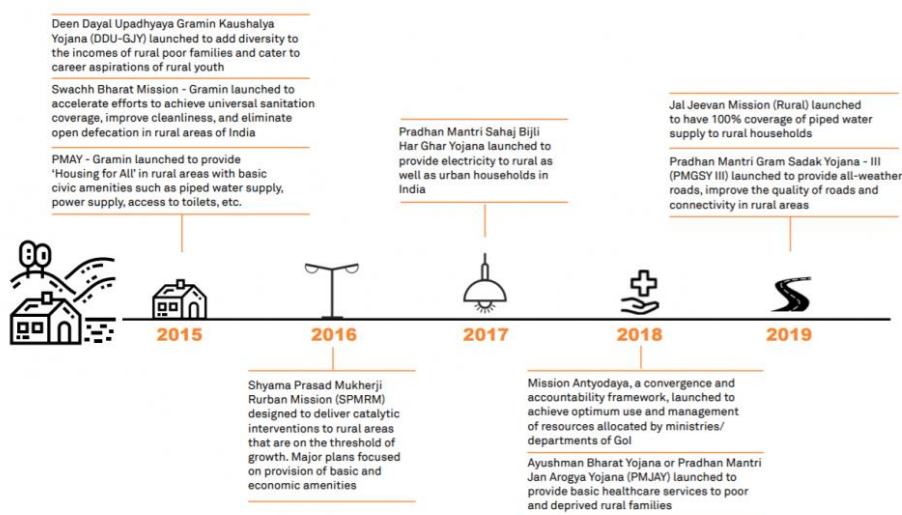 Deen Dayal Upadhyaya Gramin Kaushalya
Yojana (DDU-GJY) launched to add diversity to
the incomes of rural poor families and cater to
career aspirations of rural youth
Swachh Bharat Mission - Gramin launched to
accelerate efforts to achieve universal sanitation
coverage, improve cleanliness, and eliminate
open defecation in rural areas of India
PMAY - Gramin launched to provide
‘Housing for All’ in rural areas with basic
civic amenities such as piped water supply,
power supply, access to toilets, etc.
Pradhan Mantri Sahaj Bijli
Har Ghar Yojana launched to
provide electricity to rural as
well as urban households in
India
Jal Jeevan Mission (Rural) launched
to have 100% coverage of piped water
supply to rural households
Pradhan Mantri Gram Sadak Yojana - III
(PMGSY III) launched to provide all-weather
roads, improve the quality of roads and
connectivity in rural areas
2015
2016
2017
2018
2019
Shyama Prasad Mukherji
Rurban Mission (SPMRM)
designed to deliver catalytic
interventions to rural areas
that are on the threshold of
growth. Major plans focused
on provision of basic and
economic amenities
Mission Antyodaya, a convergence and
accountability framework, launched to
achieve optimum use and management
of resources allocated by ministries/
departments of GoI
Ayushman Bharat Yojana or Pradhan Mantri
Jan Arogya Yojana (PMJAY) launched to
provide basic healthcare services to poor
and deprived rural families